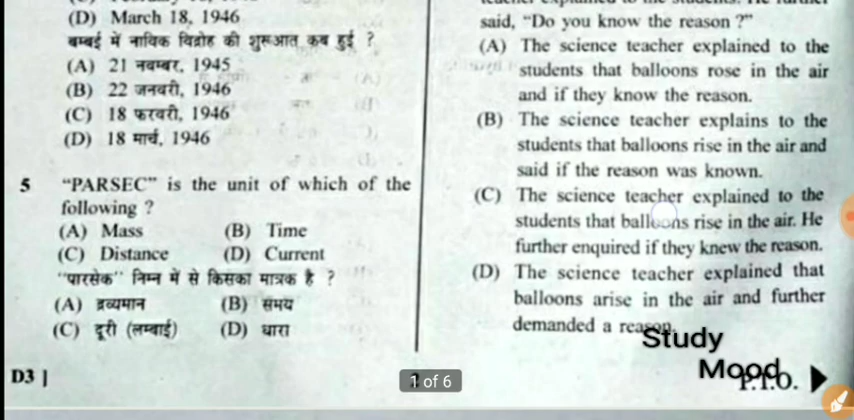 (D) March 18, 1946
बम्बई में नाविक विद्रोह की शुरूआत कब हुई ?
(A) 21 नवम्बर, 1945
(B) 22 जनवरी, 1946
(C) 18 फरवरी, 1946
(D) 18 मार्च, 1946
5 “PARSEC” is the unit of which of the
following ?
(A) Mass (B) Time
(C) Distance (D) Current
“पारसेक” निम्न में से किसका मात्रक है ?
(A) द्रव्यमान (B) समय
(C) दूरी (लम्बाई) (D) धारा
D3 ]
said, “Do you know the reason ?”
(A) The science teacher explained to the
students that balloons rose in the air
and if they know the reason.
(B) The science teacher explains to the
students that balloons rise in the air and
said if the reason was known.
(C) The science teacher explained to the
students that balloons rise in the air. He
further enquired if they knew the reason.
(D) The science teacher explained that
balloons arise in the air and further
demanded a reason.
Study
Mood
P.T.O.
1 of 6